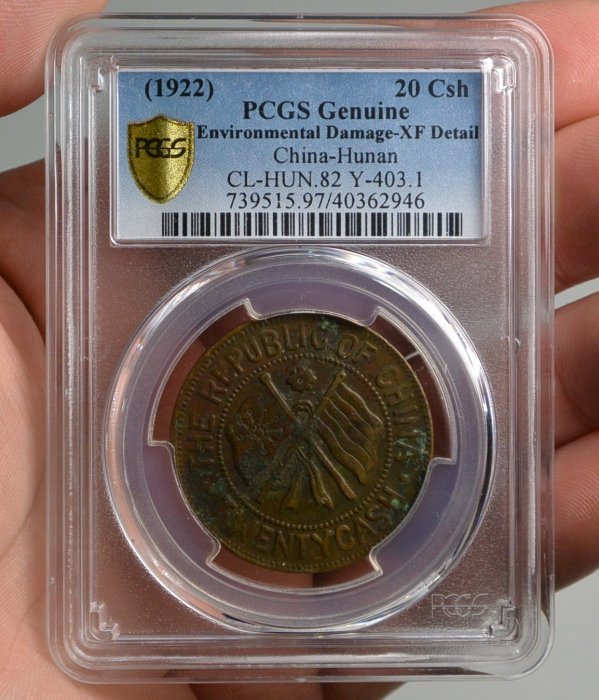 (1922) 20 Csh
PCGS Genuine
Environmental Damage-XF Detail
China-Hunan
CL-HUN.82 Y-403.1
739515.97/40362946
PCGS
THE REPUBLIC OF CHINA
TWENTY CASH
PCGS